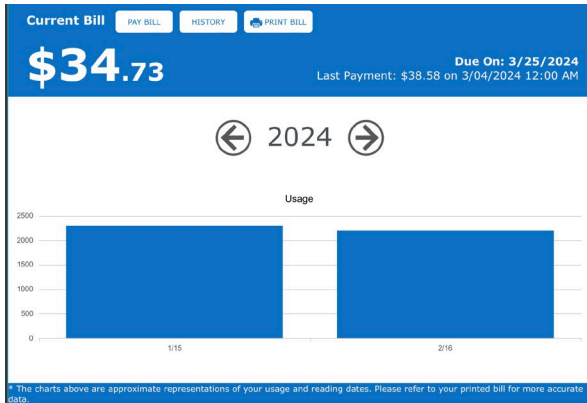 Current Bill PAY BILL HISTORY PRINT BILL
$34.73
Due On: 3/25/2024
Last Payment: $38.58 on 3/04/2024 12:00 AM
2024
Usage
2500
2000
1500
1000
500
0
1/15 2/16
* The charts above are approximate representations of your usage and reading dates. Please refer to your printed bill for more accurate
data.